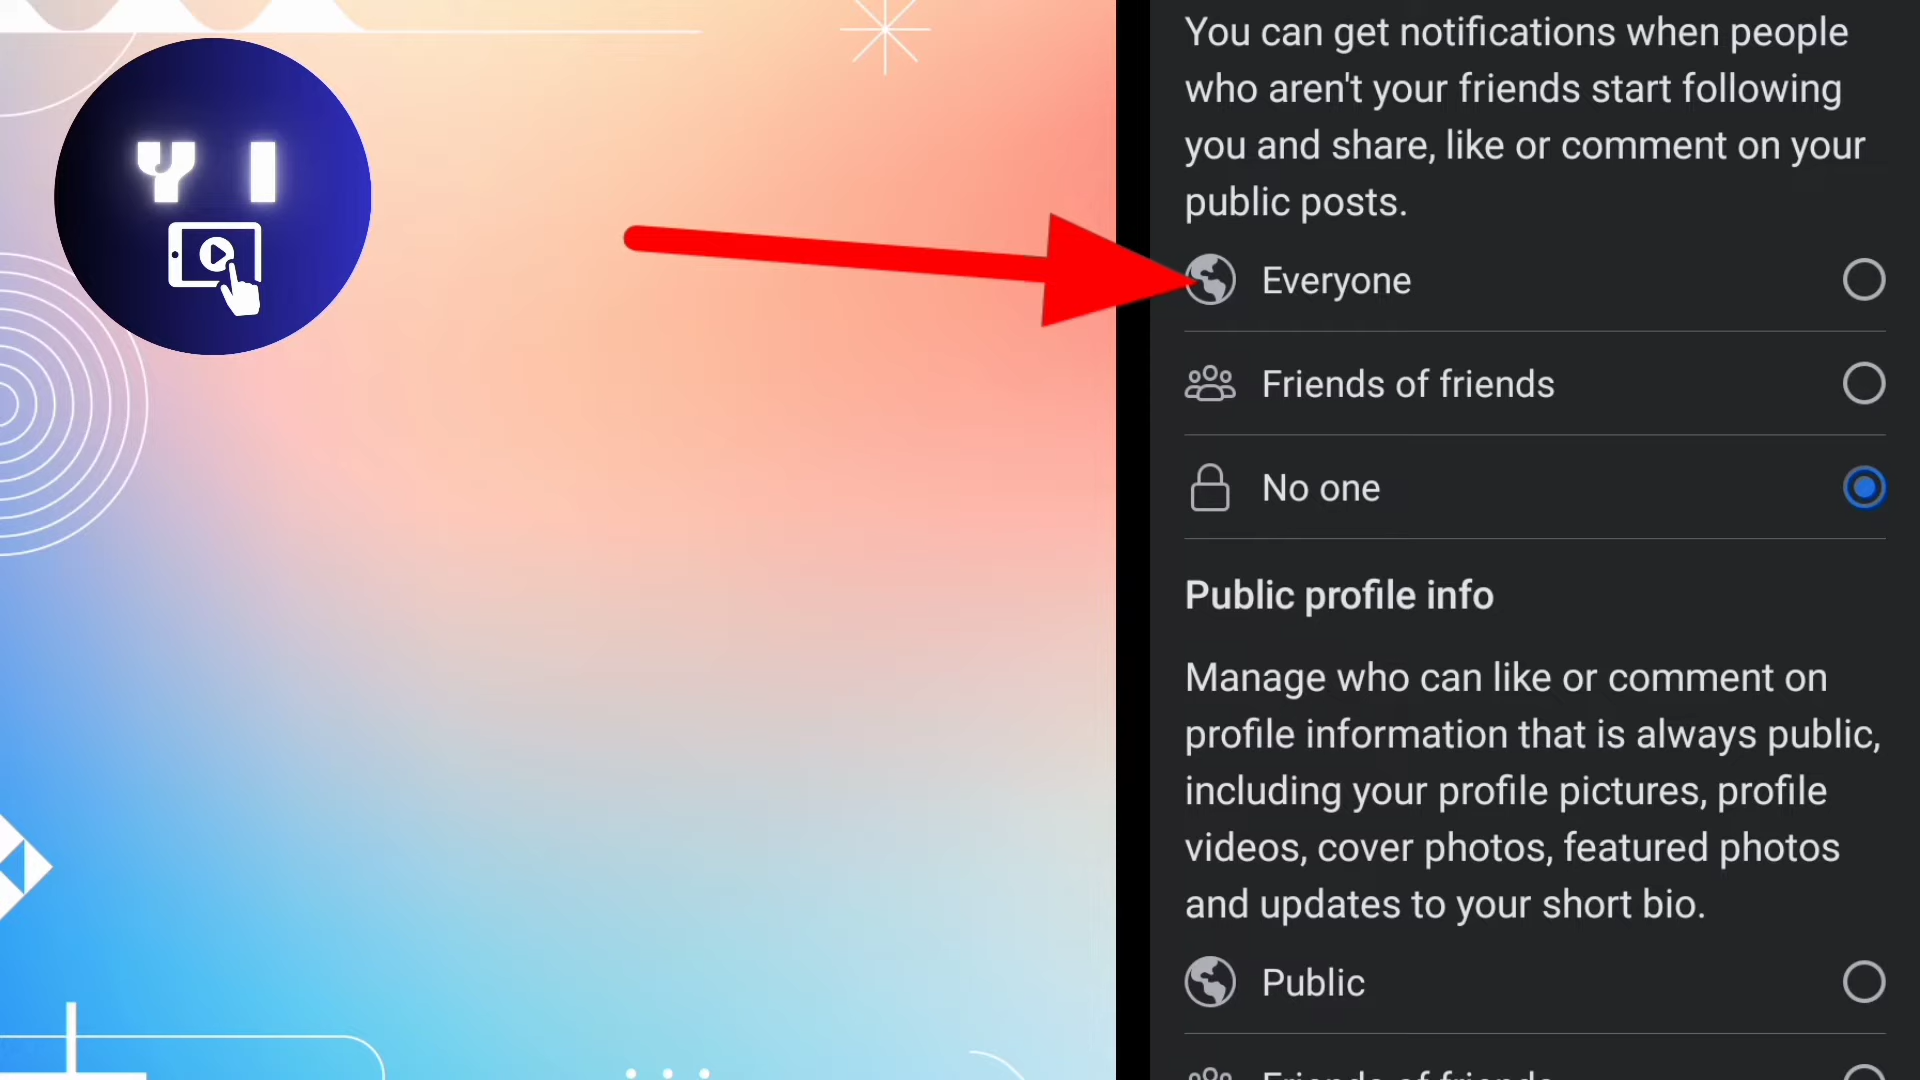 Y I
You can get notifications when people
who aren't your friends start following
you and share, like or comment on your
public posts.
Everyone
Friends of friends
No one
Public profile info
Manage who can like or comment on
profile information that is always public,
including your profile pictures, profile
videos, cover photos, featured photos
and updates to your short bio.
Public
Friends of friends